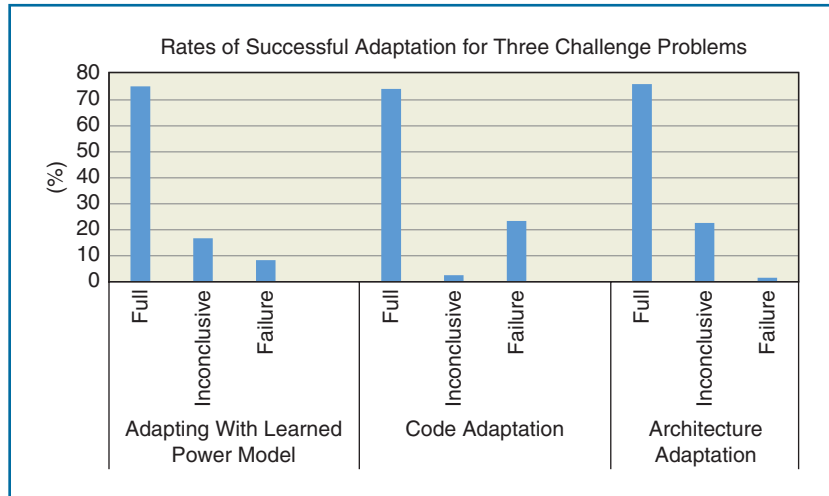 Rates of Successful Adaptation for Three Challenge Problems
80
70
60
50
40
30
20
10
0
(%)
Full
Inconclusive
Failure
Full
Inconclusive
Failure
Full
Inconclusive
Failure
Adapting With Learned
Power Model
Code Adaptation
Architecture
Adaptation